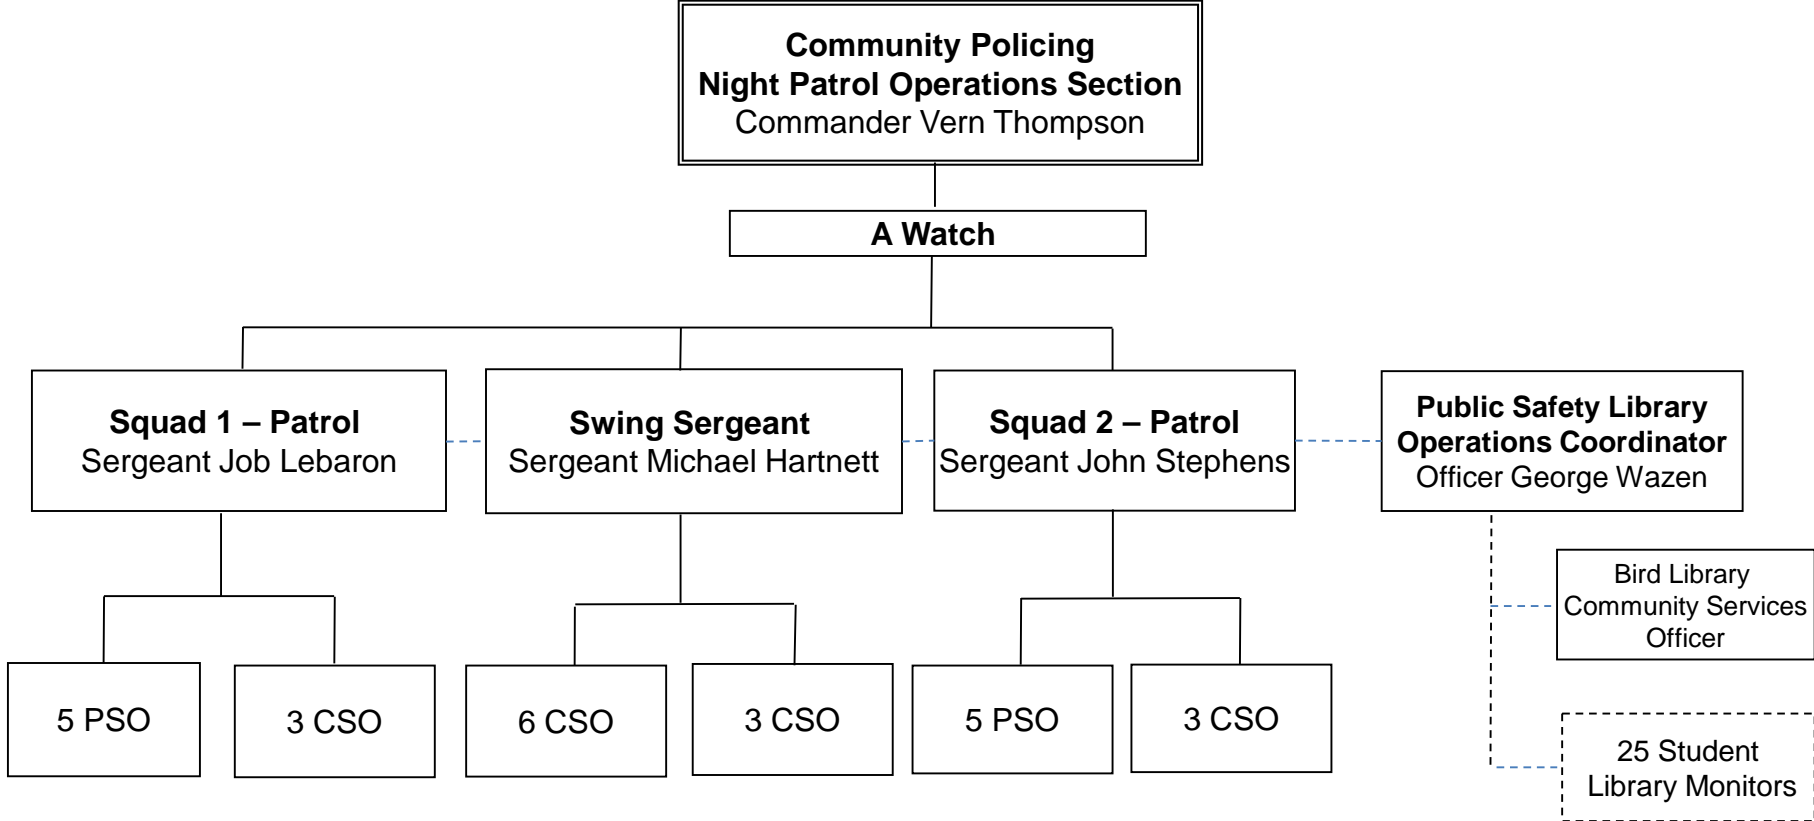 Community Policing
Night Patrol Operations Section
Commander Vern Thompson
A Watch
Squad 1 – Patrol
Sergeant Job Lebaron
Swing Sergeant
Sergeant Michael Hartnett
Squad 2 – Patrol
Sergeant John Stephens
Public Safety Library
Operations Coordinator
Officer George Wazen
Bird Library
Community Services
Officer
5 PSO
3 CSO
6 CSO
3 CSO
5 PSO
3 CSO
25 Student
Library Monitors